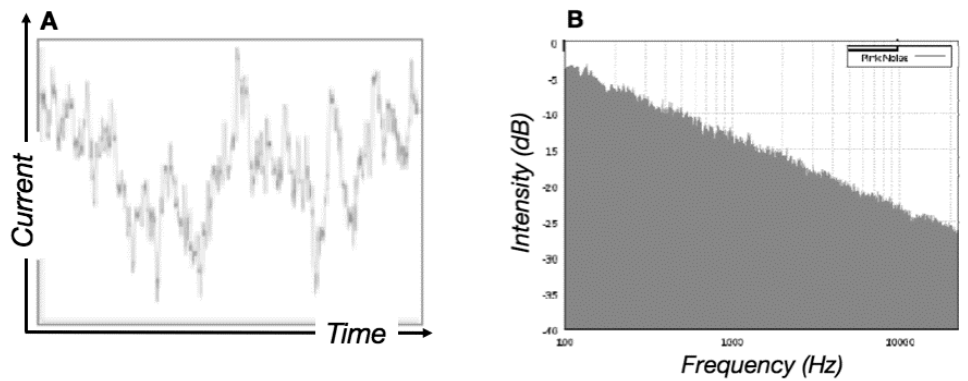 A
Current
Time
B
Intensity (dB)
0
-5
-10
-15
-20
-25
-30
-35
-40
Pink Noise
100
1000
10000
Frequency (Hz)